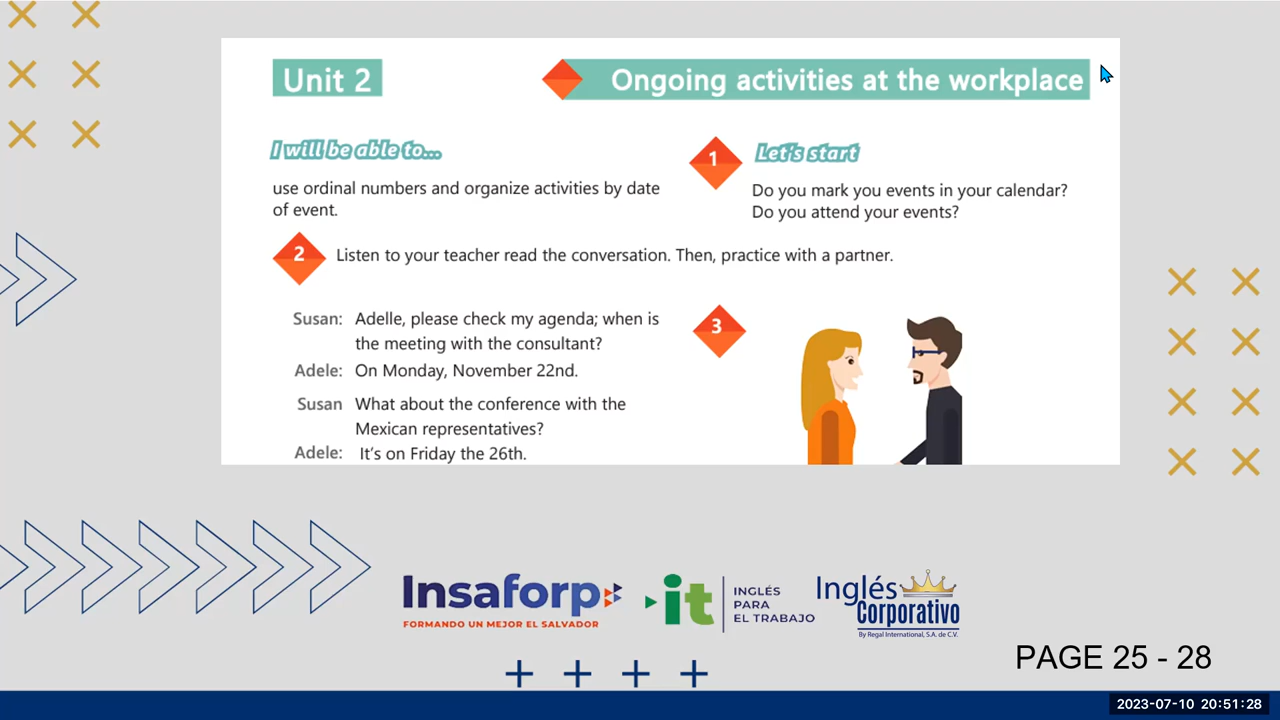 Unit 2
Ongoing activities at the workplace
I will be able to...
use ordinal numbers and organize activities by date
of event.
1
Let's start
Do you mark you events in your calendar?
Do you attend your events?
2
Listen to your teacher read the conversation. Then, practice with a partner.
Susan: Adelle, please check my agenda; when is
the meeting with the consultant?
Adele: On Monday, November 22nd.
Susan What about the conference with the
Mexican representatives?
Adele: It's on Friday the 26th.
3
Insaforp
FORMANDO UN MEJOR EL SALVADOR
it
INGLÉS
PARA
EL TRABAJO
Inglés
Corporativo
By Regal International, S.A. de C.V.
PAGE 25 - 28
2023-07-10 20:51:28